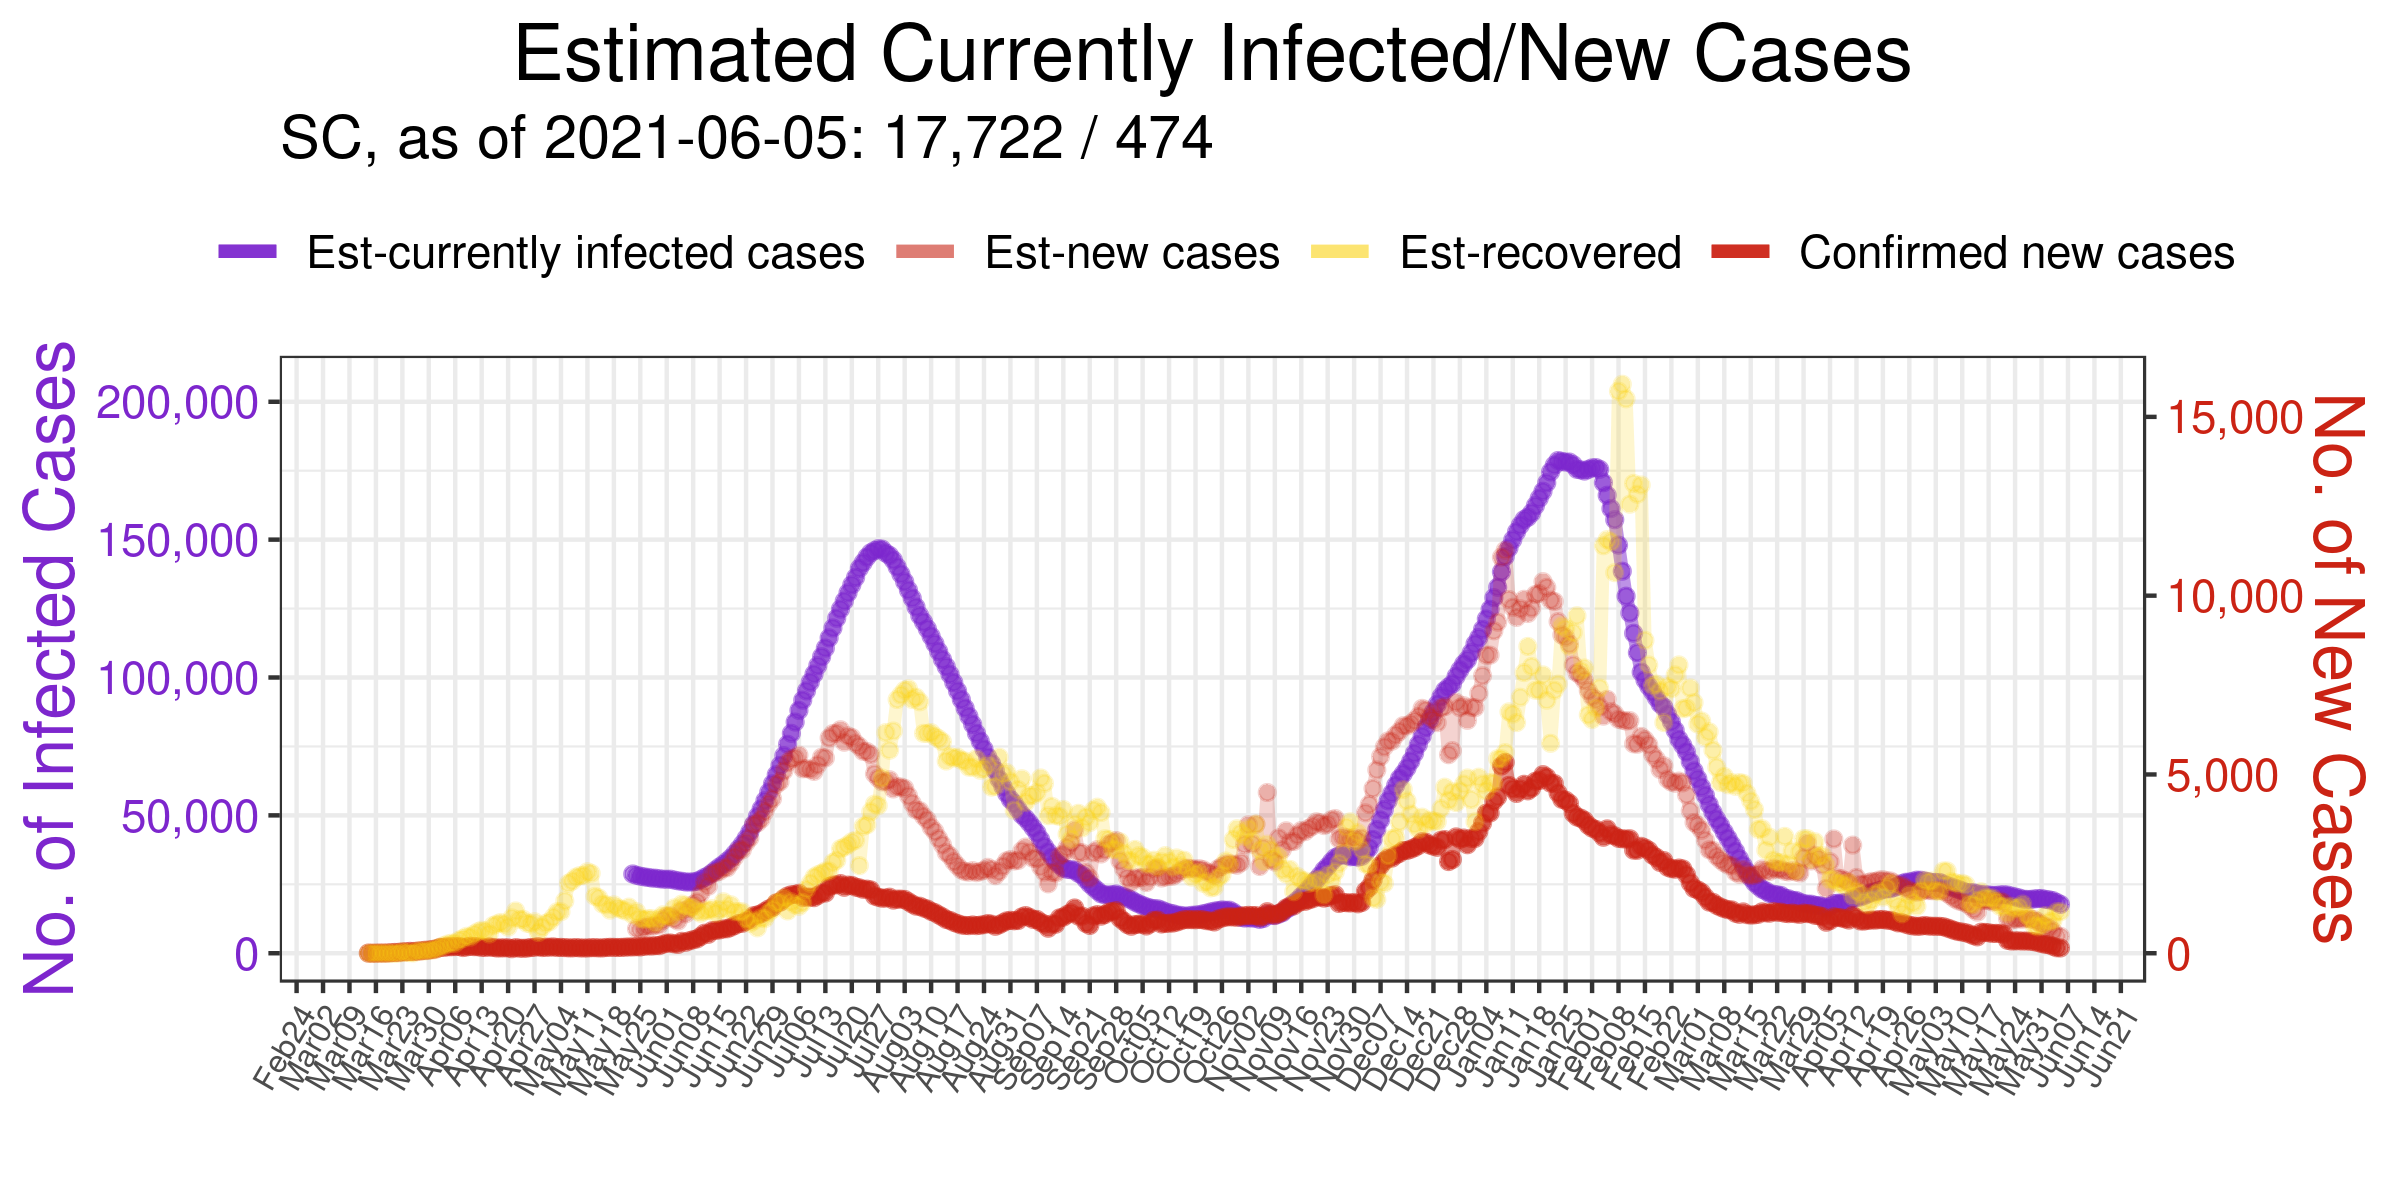 Estimated Currently Infected/New Cases
SC, as of 2021-06-05: 17,722 / 474
Est-currently infected cases Est-new cases Est-recovered Confirmed new cases
No. of Infected Cases
200,000
150,000
100,000
50,000
0
15,000
10,000
5,000
0
No. of New Cases
Feb24
Mar02
Mar09
Mar16
Mar23
Mar30
Apr06
Apr13
Apr20
Apr27
May04
May11
May18
May25
Jun01
Jun08
Jun15
Jun22
Jun29
Jul06
Jul13
Jul20
Jul27
Aug03
Aug10
Aug17
Aug24
Aug31
Sep07
Sep14
Sep21
Sep28
Oct05
Oct12
Oct19
Oct26
Nov02
Nov09
Nov16
Nov23
Nov30
Dec07
Dec14
Dec21
Dec28
Jan04
Jan11
Jan18
Jan25
Feb01
Feb08
Feb15
Feb22
Mar01
Mar08
Mar15
Mar22
Mar29
Apr05
Apr12
Apr19
Apr26
May03
May10
May17
May24
May31
Jun07
Jun14
Jun21